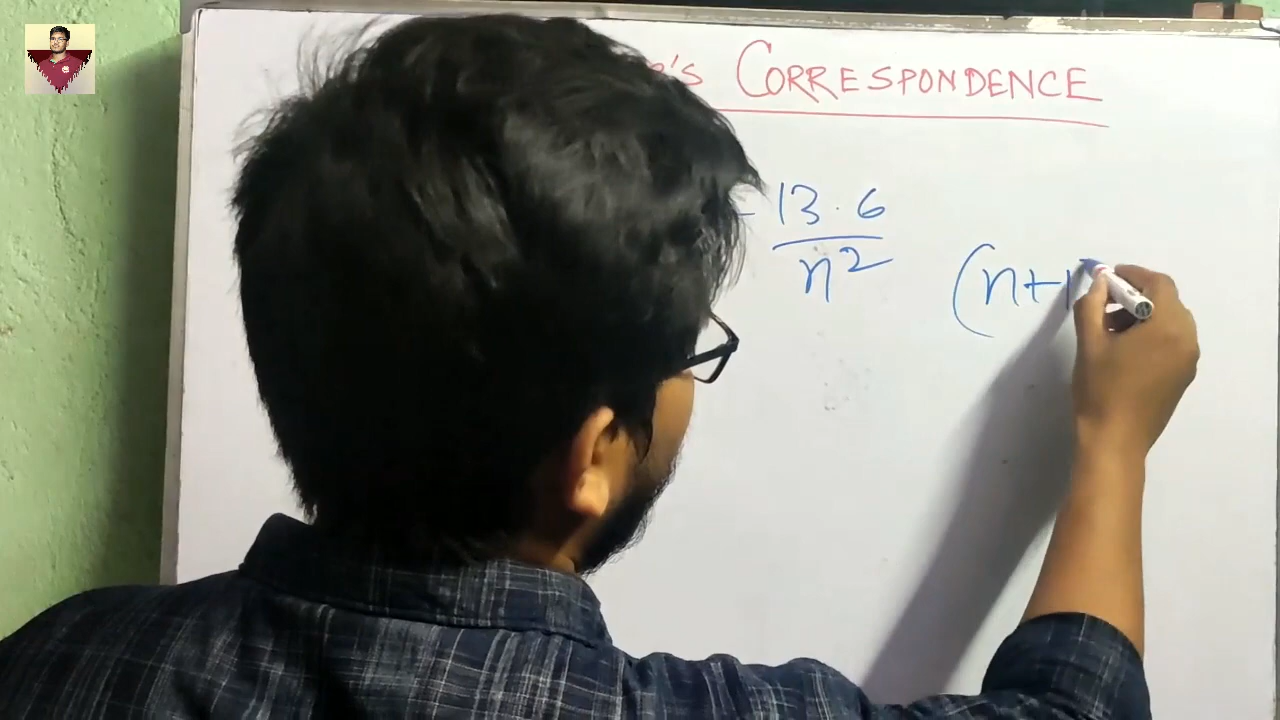 's CORRESPONDENCE
- 13.6
n²
(n+1